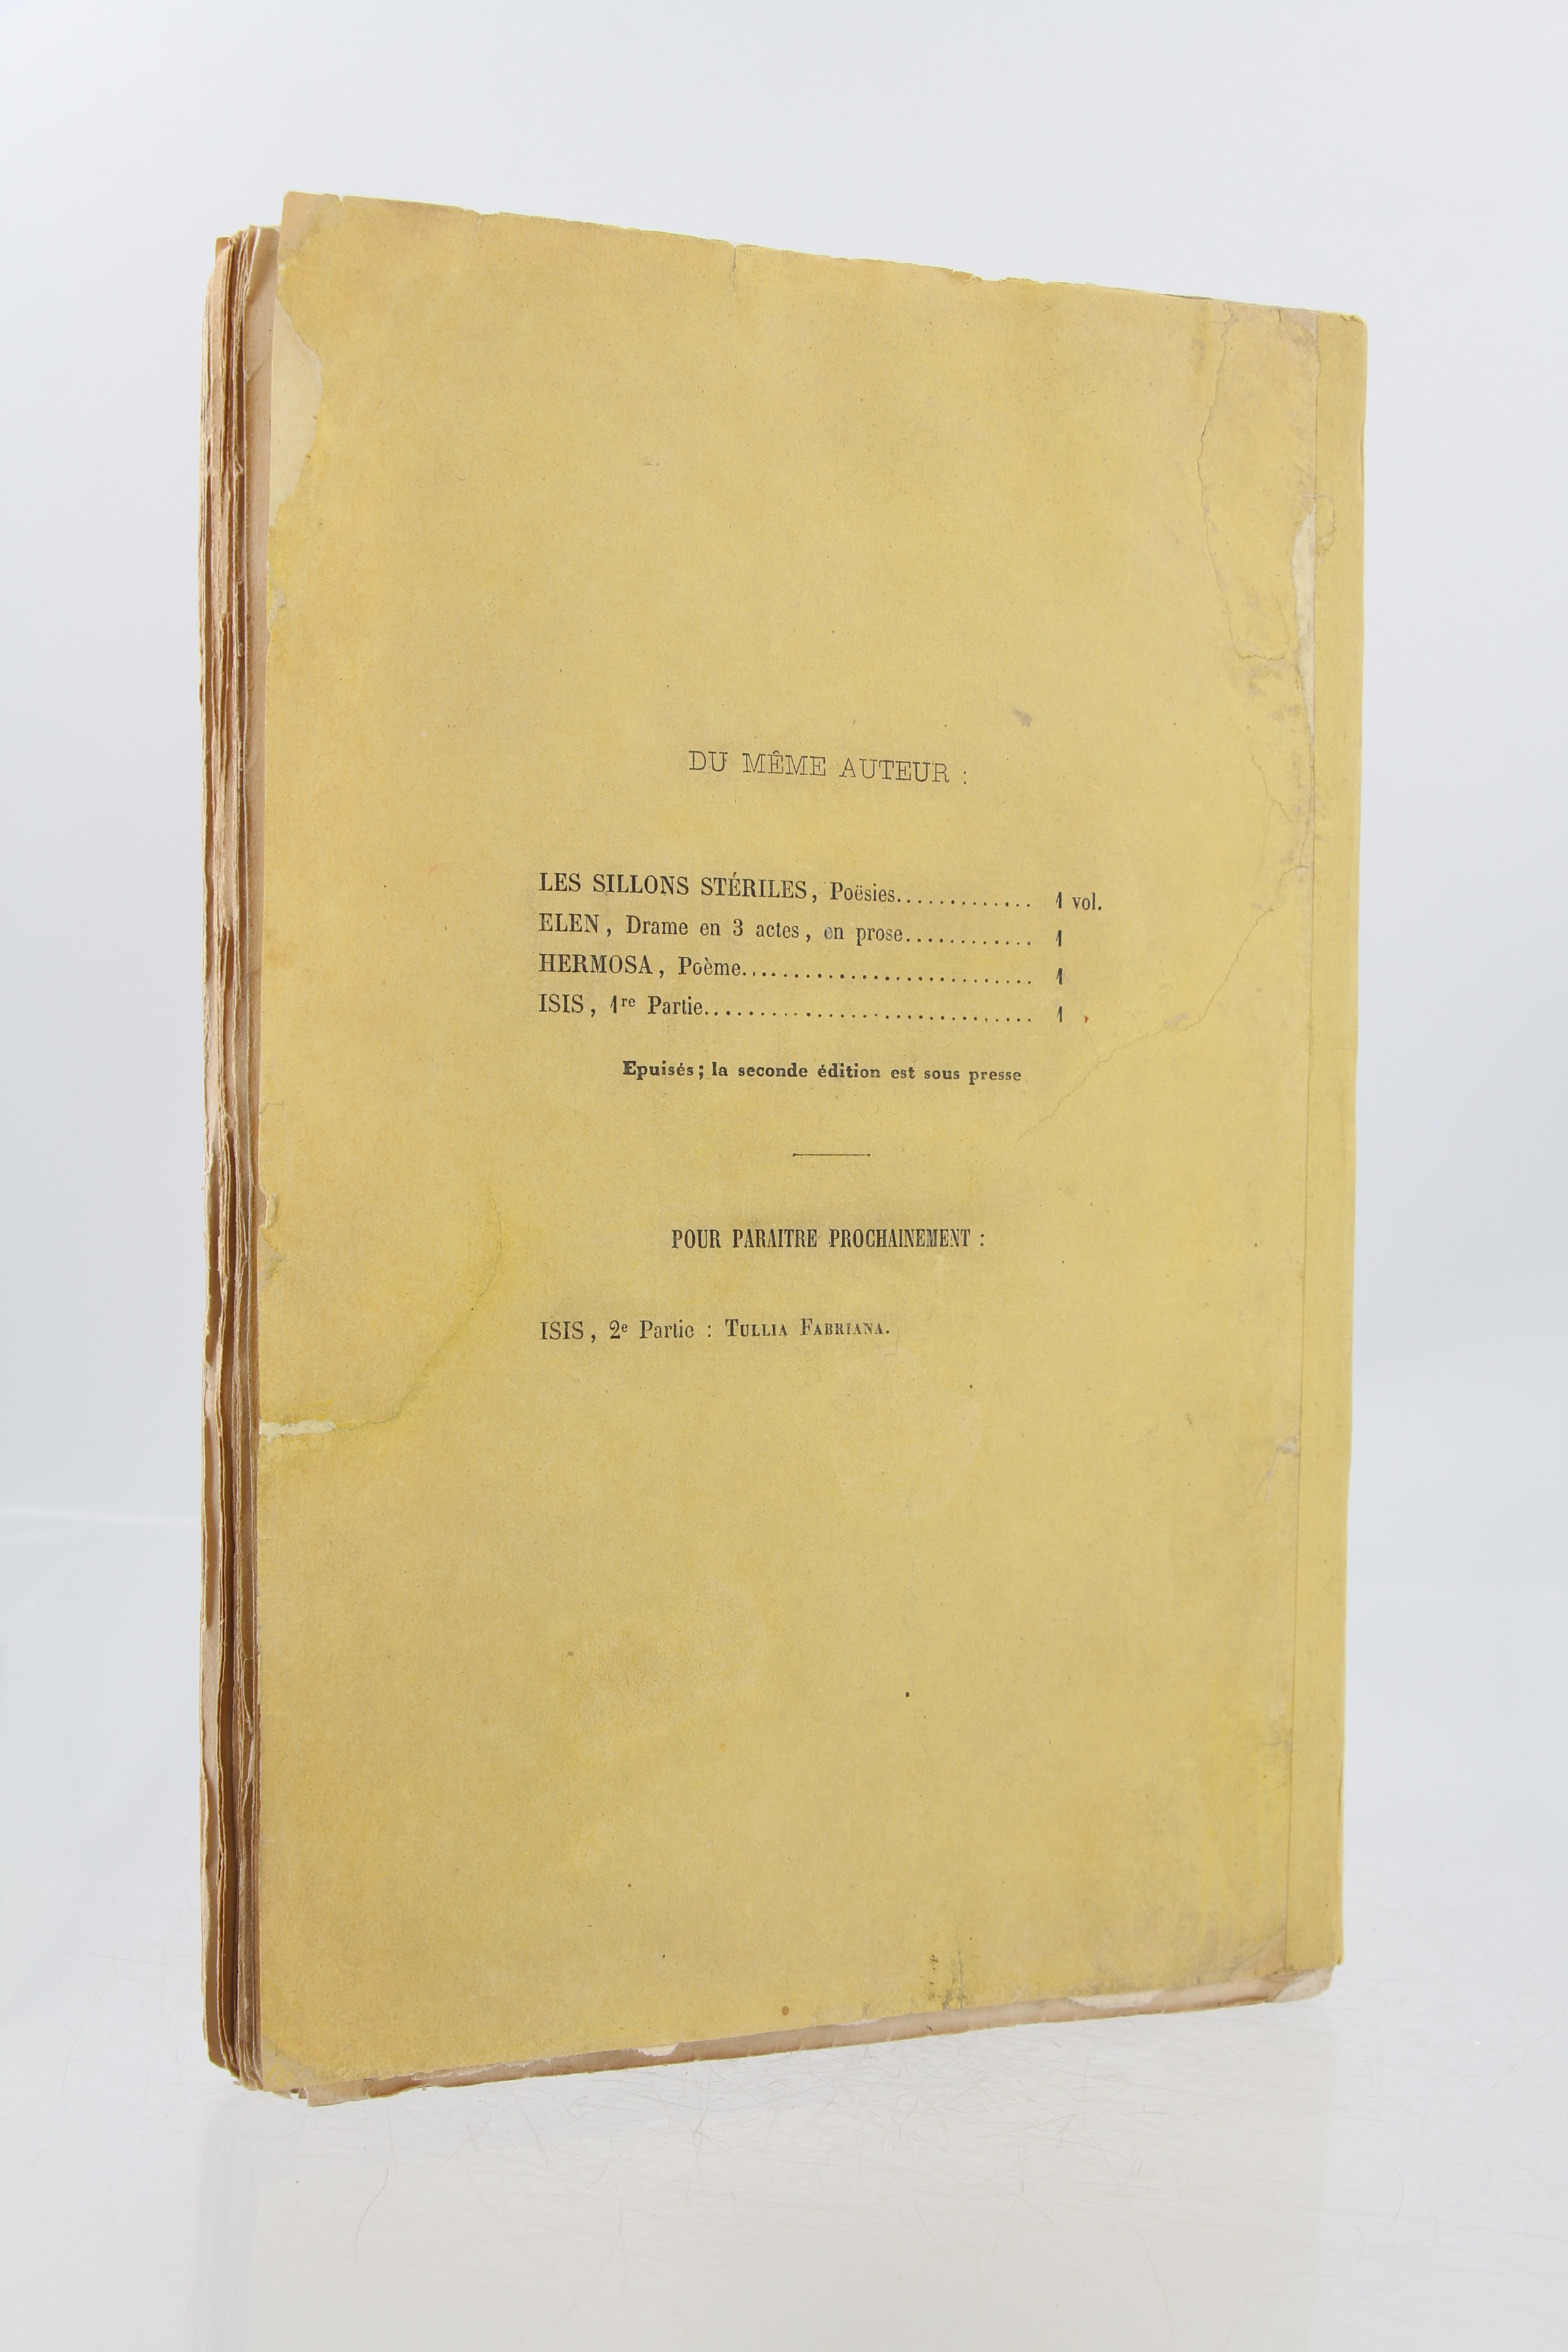 DU MÊME AUTEUR :
LES SILLONS STÉRILES, Poësies............. 1 vol.
ELEN, Drame en 3 actes, en prose............ 1
HERMOSA, Poème............................. 1
ISIS, 1re Partie................................. 1
Epuisés; la seconde édition est sous presse
POUR PARAITRE PROCHAINEMENT :
ISIS, 2e Partie : TULLIA FABRIANA.